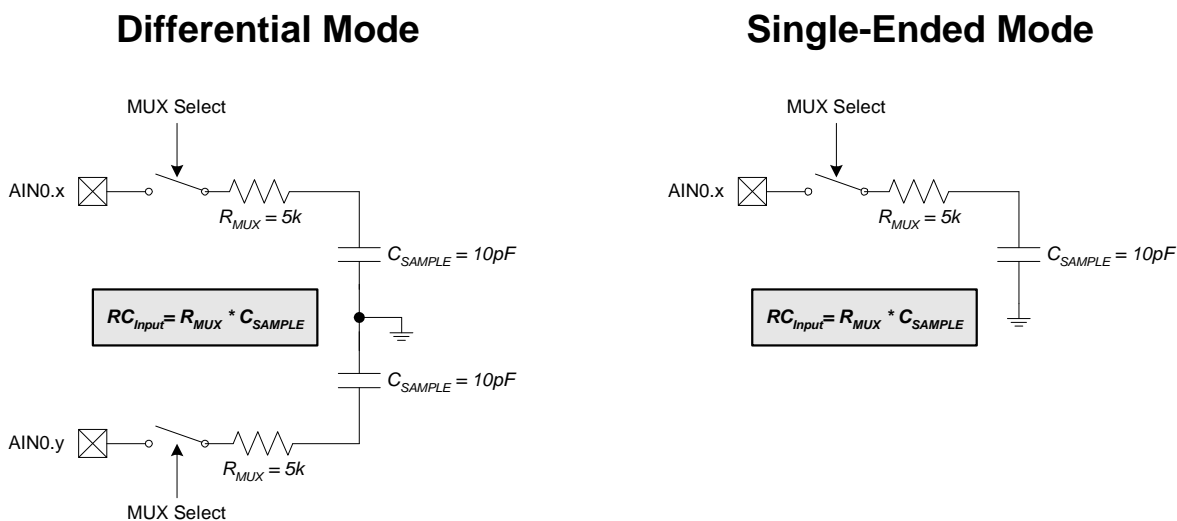 Differential Mode
MUX Select
AIN0.x
R_MUX = 5k
C_SAMPLE = 10pF
RC_Input= R_MUX * C_SAMPLE
C_SAMPLE = 10pF
AIN0.y
R_MUX = 5k
MUX Select
Single-Ended Mode
MUX Select
AIN0.x
R_MUX = 5k
C_SAMPLE = 10pF
RC_Input= R_MUX * C_SAMPLE